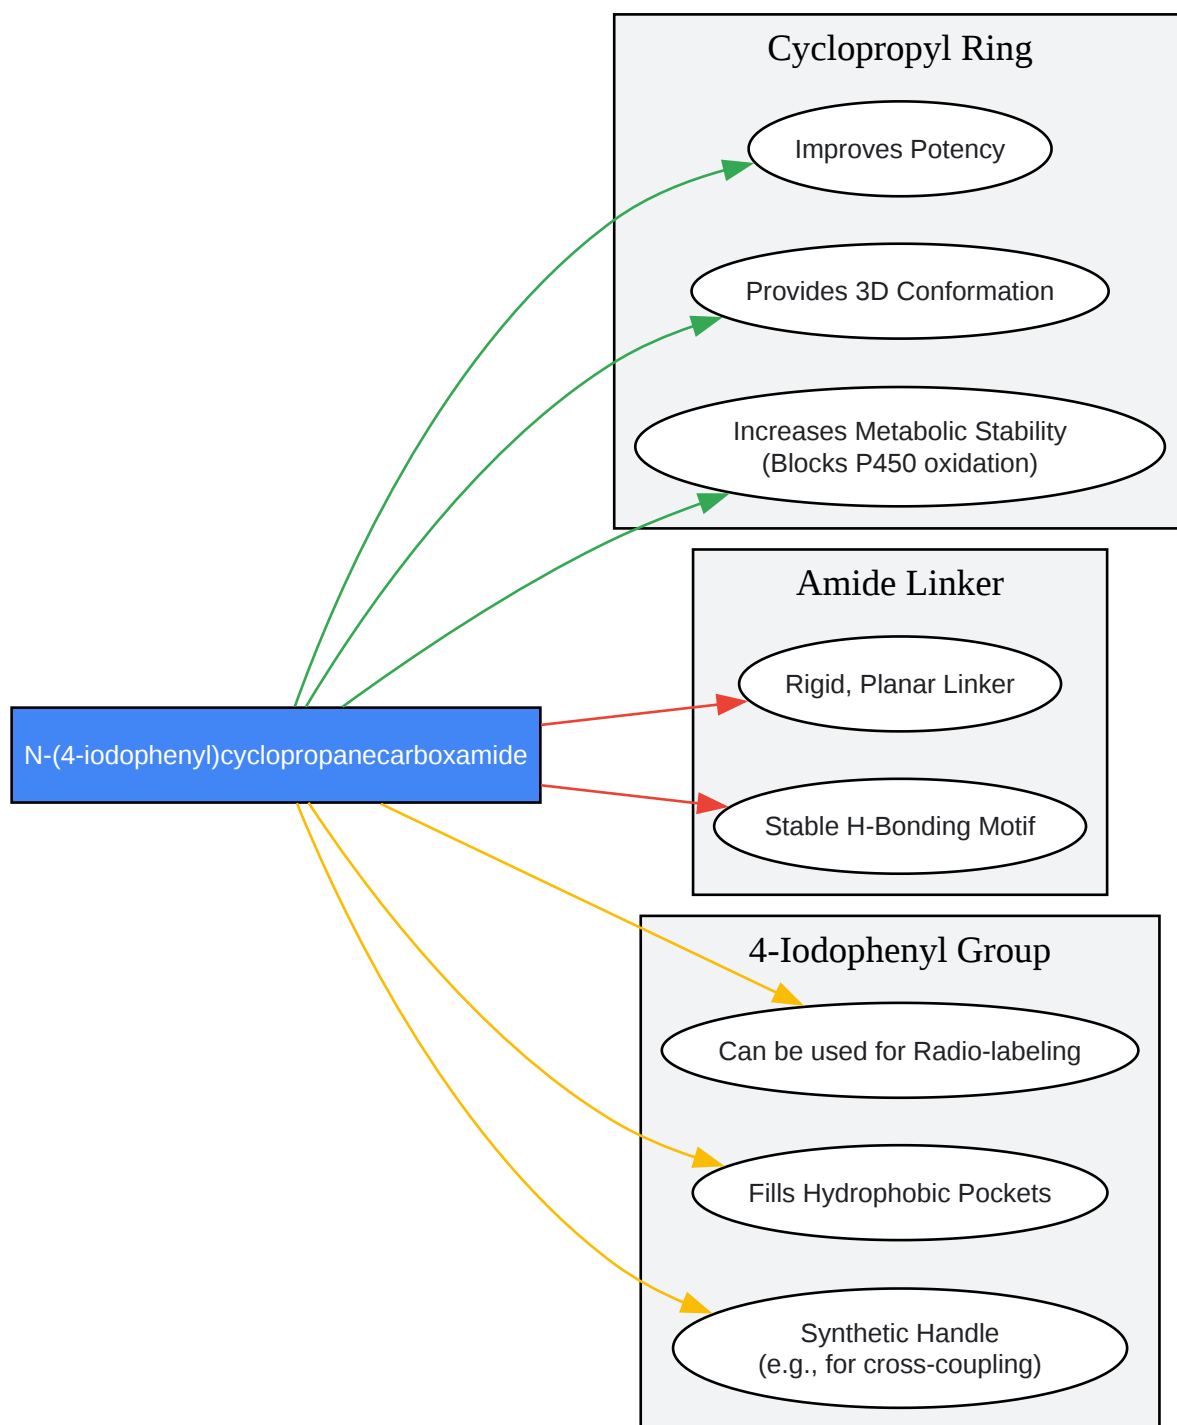 Cyclopropyl Ring
Improves Potency
Provides 3D Conformation
Increases Metabolic Stability
(Blocks P450 oxidation)
Amide Linker
Rigid, Planar Linker
N-(4-iodophenyl)cyclopropanecarboxamide
Stable H-Bonding Motif
4-Iodophenyl Group
Can be used for Radio-labeling
Fills Hydrophobic Pockets
Synthetic Handle
(e.g., for cross-coupling)